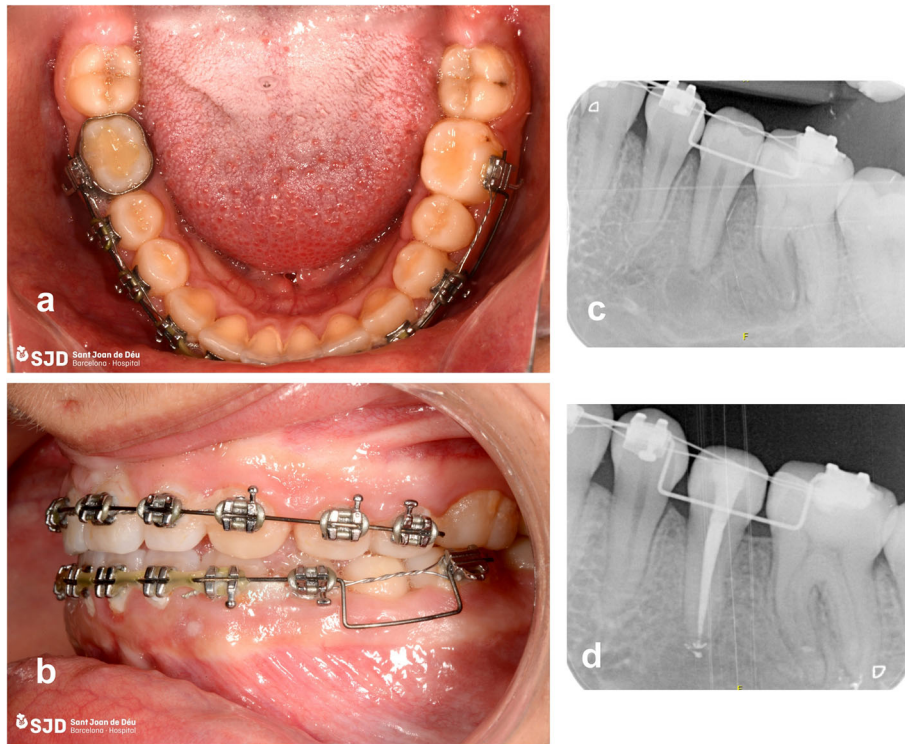 a
SJD Sant Joan de Déu
Barcelona · Hospital
b
SJD Sant Joan de Déu
Barcelona · Hospital
c
F
d
F
D